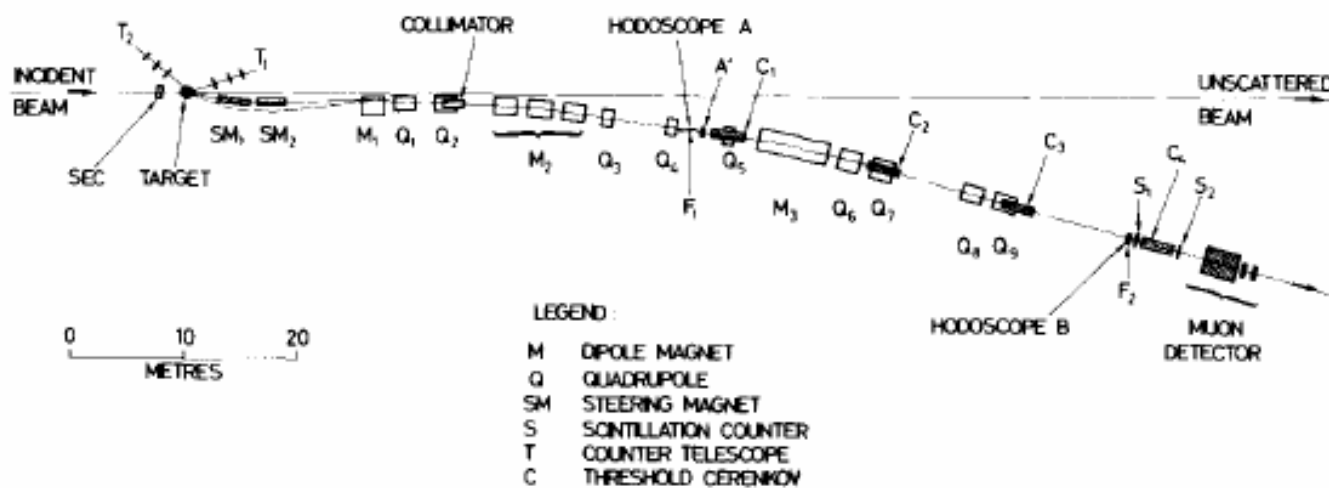 T2
T1
COLLIMATOR
HODOSCOPE A
A'
C1
INCIDENT
BEAM
UNSCATTERED
BEAM
SM1
SM2
M1
Q1
Q2
M2
Q3
Q4
Q5
C2
C3
SEC
TARGET
F1
M3
Q6
Q7
S1
C4
S2
Q8
Q9
F2
HODOSCOPE B
MUON
DETECTOR
0 10 20
METRES
LEGEND :
M DIPOLE MAGNET
Q QUADRUPOLE
SM STEERING MAGNET
S SCINTILLATION COUNTER
T COUNTER TELESCOPE
C THRESHOLD CERENKOV